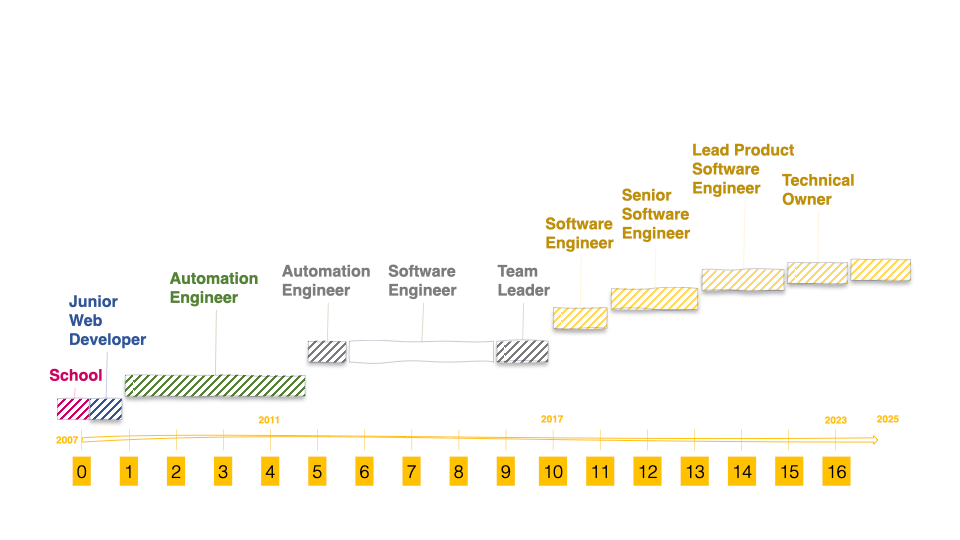 Lead Product
Software
Engineer
Technical
Owner
Senior
Software
Engineer
Software
Engineer
Automation
Engineer
Software
Engineer
Team
Leader
Automation
Engineer
Junior
Web
Developer
School
2007
2011
2017
2023
2025
0 1 2 3 4 5 6 7 8 9 10 11 12 13 14 15 16